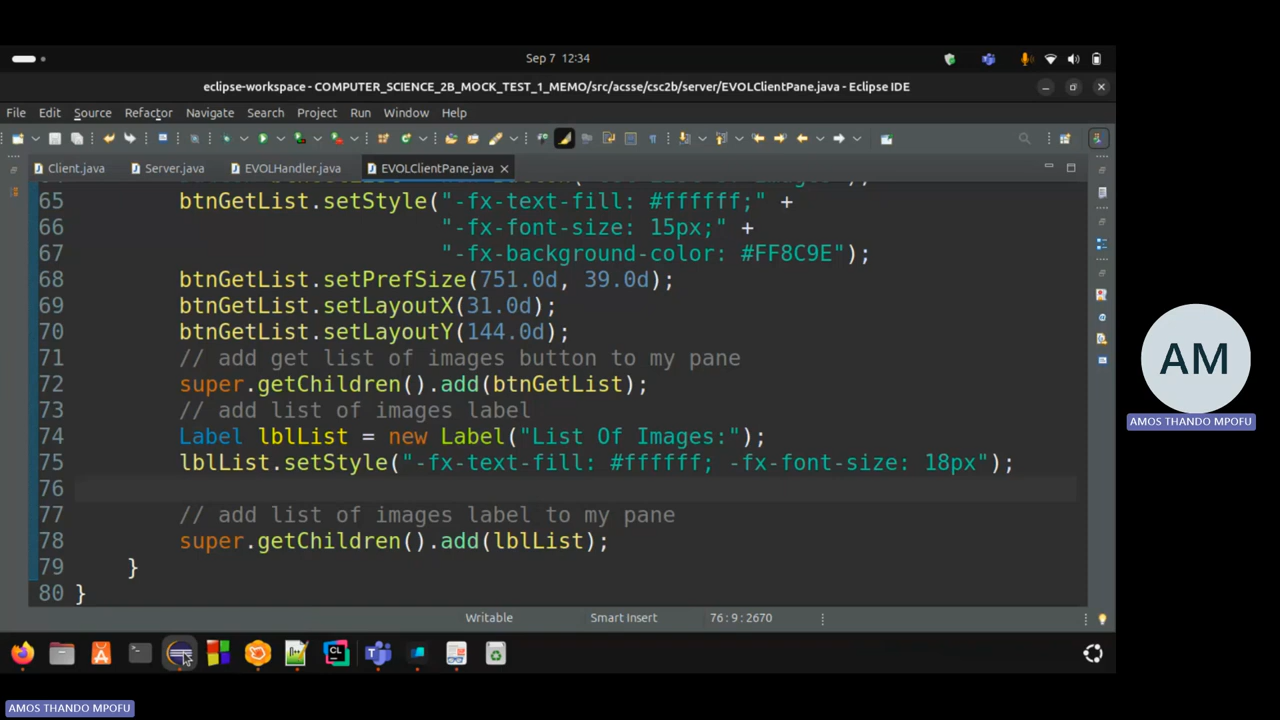 Sep 7 12:34
eclipse-workspace - COMPUTER_SCIENCE_2B_MOCK_TEST_1_MEMO/src/acsse/csc2b/server/EVOLClientPane.java - Eclipse IDE
File Edit Source Refactor Navigate Search Project Run Window Help
Client.java Server.java EVOLHandler.java EVOLClientPane.java
65 btnGetList.setStyle("-fx-text-fill: #ffffff;" +
66 "-fx-font-size: 15px;" +
67 "-fx-background-color: #FF8C9E");
68 btnGetList.setPrefSize(751.0d, 39.0d);
69 btnGetList.setLayoutX(31.0d);
70 btnGetList.setLayoutY(144.0d);
71 // add get list of images button to my pane
72 super.getChildren().add(btnGetList);
73 // add list of images label
74 Label lblList = new Label("List Of Images:");
75 lblList.setStyle("-fx-text-fill: #ffffff; -fx-font-size: 18px");
76
77 // add list of images label to my pane
78 super.getChildren().add(lblList);
79 }
80 }
Writable Smart Insert 76:9:2670
CL
AM
AMOS THANDO MPOFU
AMOS THANDO MPOFU